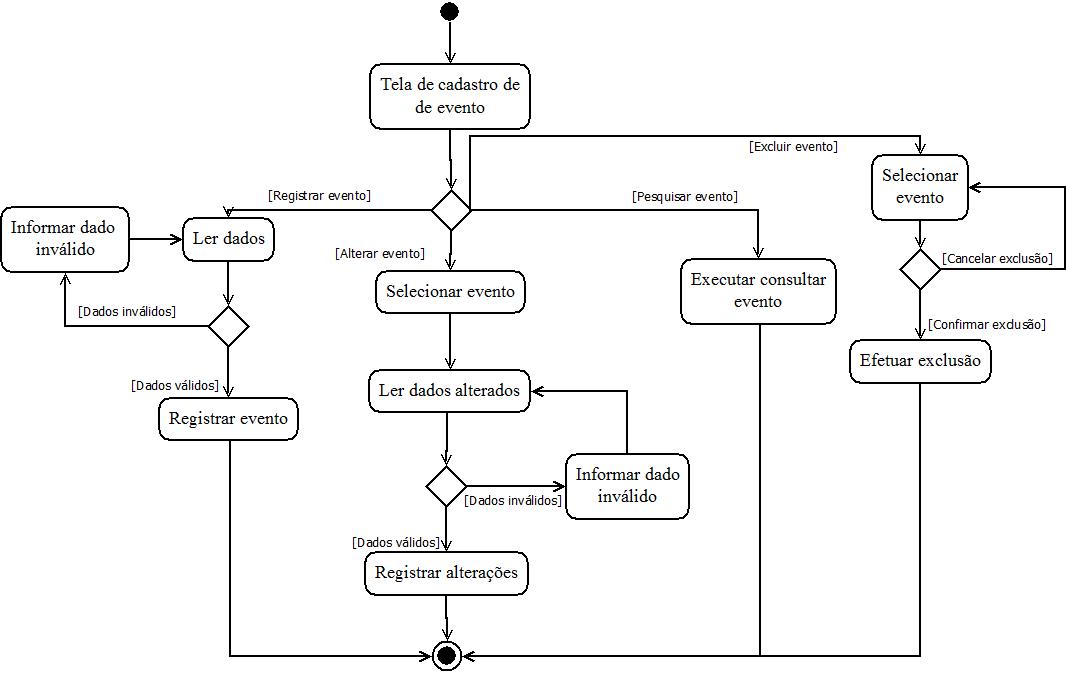 Tela de cadastro de
de evento
[Excluir evento]
[Registrar evento]
[Pesquisar evento]
Selecionar
evento
Informar dado
inválido
Ler dados
[Alterar evento]
[Cancelar exclusão]
Selecionar evento
Executar consultar
evento
[Dados inválidos]
[Confirmar exclusão]
Efetuar exclusão
[Dados válidos]
Ler dados alterados
Registrar evento
Informar dado
inválido
[Dados inválidos]
[Dados válidos]
Registrar alterações